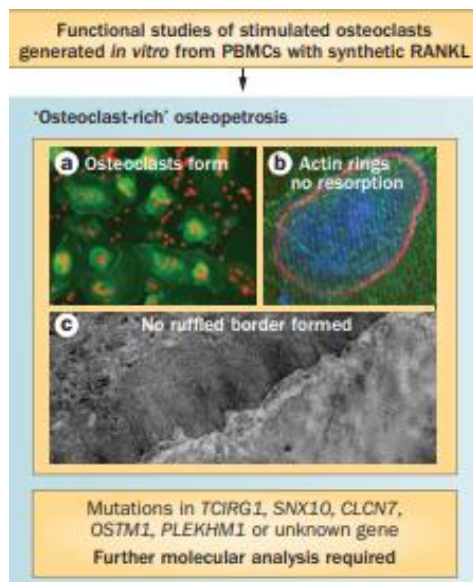 Functional studies of stimulated osteoclasts
generated in vitro from PBMCs with synthetic RANKL
'Osteoclast-rich' osteopetrosis
a Osteoclasts form
b Actin rings
no resorption
c No ruffled border formed
Mutations in TCIRG1, SNX10, CLCN7,
OSTM1, PLEKHM1 or unknown gene
Further molecular analysis required